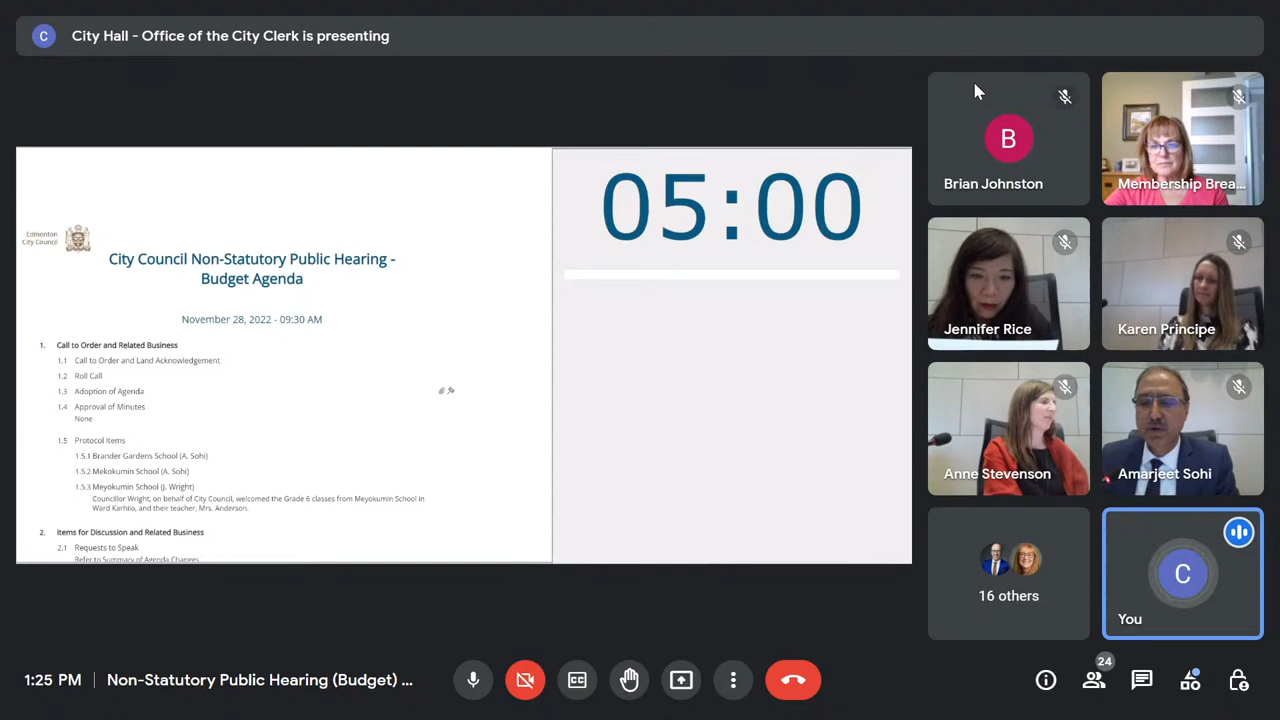 C
City Hall - Office of the City Clerk is presenting
Edmonton
City Council
City Council Non-Statutory Public Hearing -
Budget Agenda
November 28, 2022 - 09:30 AM
1. Call to Order and Related Business
1.1 Call to Order and Land Acknowledgement
1.2 Roll Call
1.3 Adoption of Agenda
1.4 Approval of Minutes
None
1.5 Protocol Items
1.5.1 Brander Gardens School (A. Sohi)
1.5.2 Mekokumin School (A. Sohi)
1.5.3 Meyokumin School (J. Wright)
Councillor Wright, on behalf of City Council, welcomed the Grade 6 classes from Meyokumin School in
Ward Karhiio, and their teacher, Mrs. Anderson.
2. Items for Discussion and Related Business
2.1 Requests to Speak
Refer to Summary of Agenda Changes
05:00
B
Brian Johnston
Membership Brea...
Jennifer Rice
Karen Principe
Anne Stevenson
Amarjeet Sohi
16 others
C
You
1:25 PM | Non-Statutory Public Hearing (Budget) ...
24